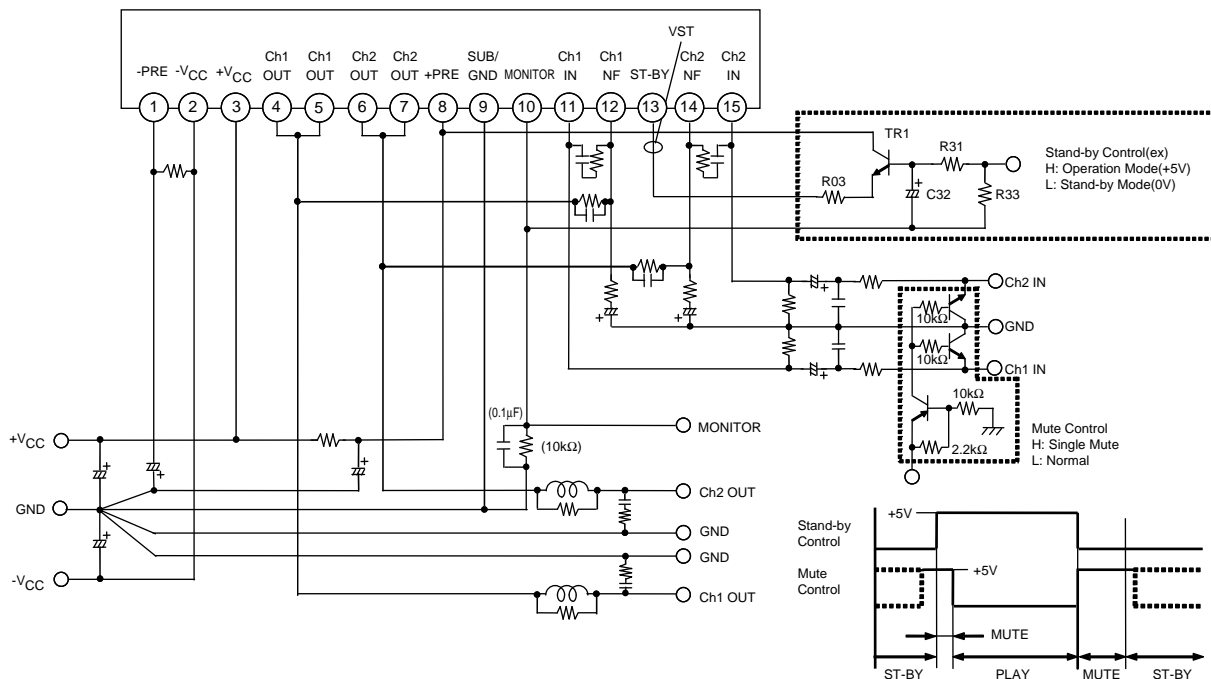 VST
Ch1 Ch1 Ch2 Ch2 SUB/ Ch1 Ch1 Ch2 Ch2
-PRE -VCC +VCC OUT OUT OUT OUT +PRE GND MONITOR IN NF ST-BY NF IN
1 2 3 4 5 6 7 8 9 10 11 12 13 14 15
TR1
R31
Stand-by Control(ex)
H: Operation Mode(+5V)
L: Stand-by Mode(0V)
R03
+
C32
R33
+
Ch2 IN
10kΩ
+
+
GND
10kΩ
+
Ch1 IN
10kΩ
(0.1μF)
+VCC
MONITOR
(10kΩ)
Mute Control
H: Single Mute
L: Normal
2.2kΩ
+
+
+
Ch2 OUT
GND
GND
+
GND
-VCC
Ch1 OUT
+5V
Stand-by
Control
Mute
Control
+5V
MUTE
ST-BY PLAY MUTE ST-BY